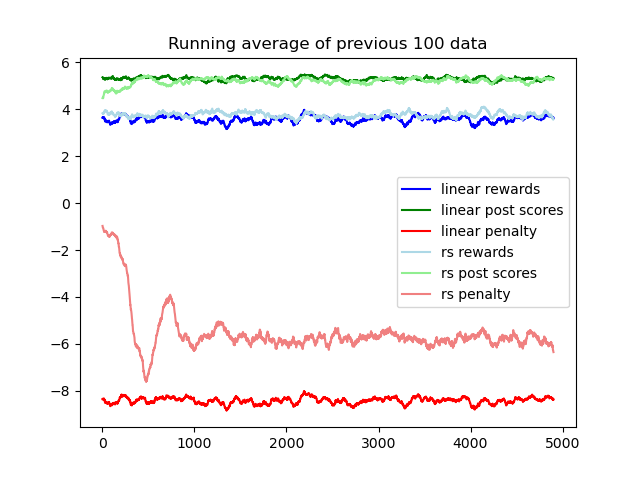 Running average of previous 100 data
6
4
2
0
−2
−4
−6
−8
linear rewards
linear post scores
linear penalty
rs rewards
rs post scores
rs penalty
0 1000 2000 3000 4000 5000